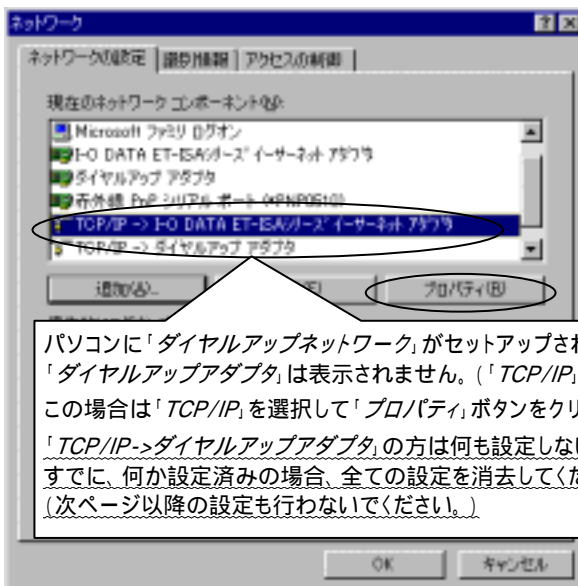 ネットワーク
ネットワークの設定 識別情報 アクセスの制御
現在のネットワーク コンポーネント(N):
Microsoft ファミリ ログオン
I-O DATA ET-ISAシリーズ イーサーネット アダプタ
ダイヤルアップ アダプタ
赤外線 PnP シリアル ポート (*PNP0510)
TCP/IP -> I-O DATA ET-ISAシリーズ イーサーネット アダプタ
TCP/IP -> ダイヤルアップ アダプタ
追加(A)... プロパティ(R)
パソコンに「ダイヤルアップネットワーク」がセットアップされ
「ダイヤルアップアダプタ」は表示されません。(「TCP/IP」
この場合は「TCP/IP」を選択して「プロパティ」ボタンをクリ
「TCP/IP->ダイヤルアップアダプタ」の方は何も設定しない
すでに、何か設定済みの場合、全ての設定を消去してくだ
(次ページ以降の設定も行わないでください。)
OK キャンセル